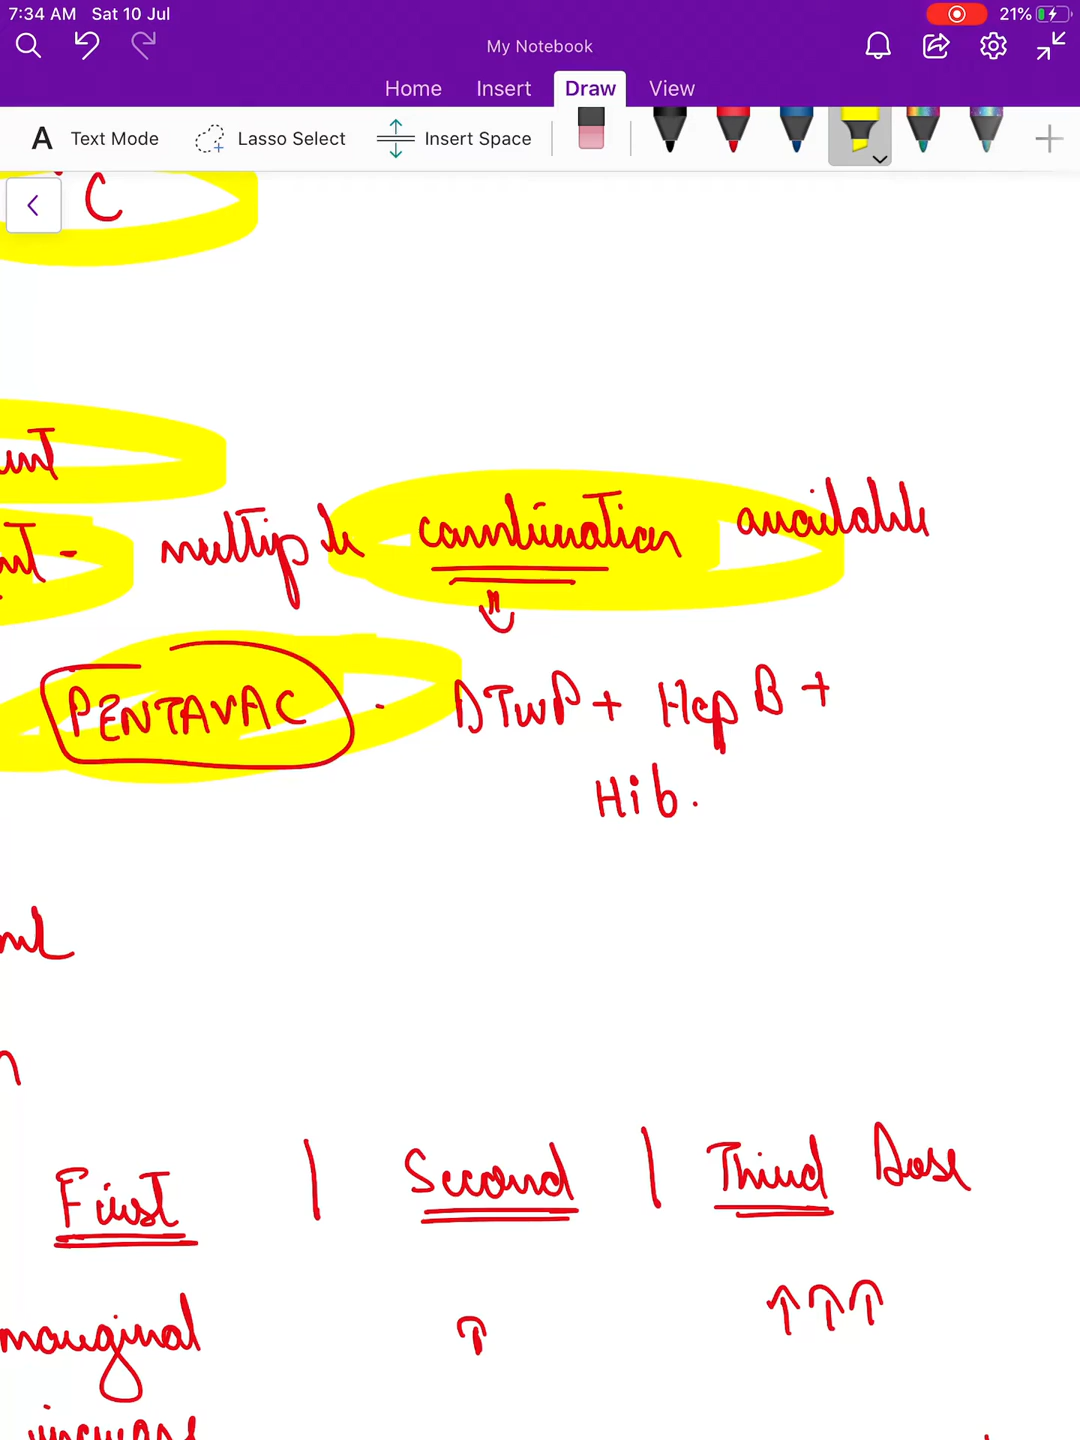 7:34 AM Sat 10 Jul 21%
My Notebook
Home Insert Draw View
A Text Mode Lasso Select Insert Space
C
multiple combination available
PENTAVAC - DTwP + Hep B +
Hib.
First | Second | Third Dose
marginal ↑ ↑↑↑
increase